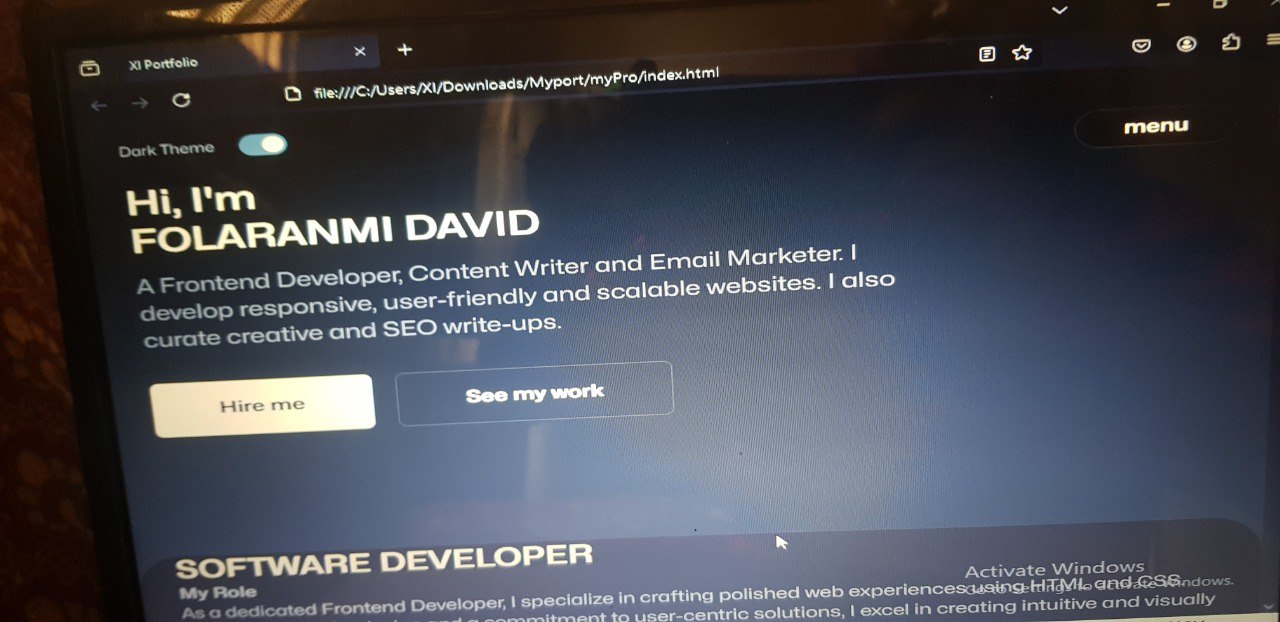 XI Portfolio
file:///C:/Users/XI/Downloads/Myport/myPro/index.html
Dark Theme
menu
Hi, I'm
FOLARANMI DAVID
A Frontend Developer, Content Writer and Email Marketer. I
develop responsive, user-friendly and scalable websites. I also
curate creative and SEO write-ups.
Hire me
See my work
SOFTWARE DEVELOPER
My Role
As a dedicated Frontend Developer, I specialize in crafting polished web experiences using HTML and CSS.
commitment to user-centric solutions, I excel in creating intuitive and visually
Activate Windows
Go to Settings to activate Windows.